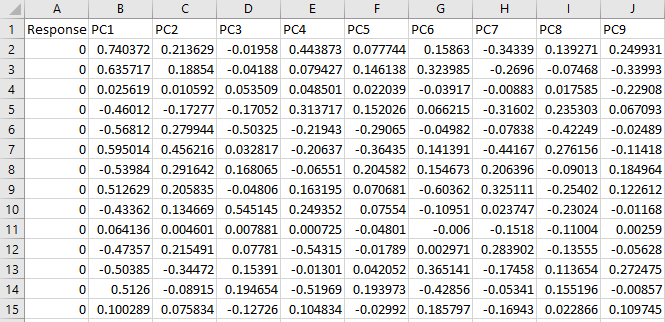 A B C D E F G H I J
1 Response PC1 PC2 PC3 PC4 PC5 PC6 PC7 PC8 PC9
2 0 0.740372 0.213629 -0.01958 0.443873 0.077744 0.15863 -0.34339 0.139271 0.249931
3 0 0.635717 0.18854 -0.04188 0.079427 0.146138 0.323985 -0.2696 -0.07468 -0.33993
4 0 0.025619 0.010592 0.053509 0.048501 0.022039 -0.03917 -0.00883 0.017585 -0.22908
5 0 -0.46012 -0.17277 -0.17052 0.313717 0.152026 0.066215 -0.31602 0.235303 0.067093
6 0 -0.56812 0.279944 -0.50325 -0.21943 -0.29065 -0.04982 -0.07838 -0.42249 -0.02489
7 0 0.595014 0.456216 0.032817 -0.20637 -0.36435 0.141391 -0.44167 0.276156 -0.11418
8 0 -0.53984 0.291642 0.168065 -0.06551 0.204582 0.154673 0.206396 -0.09013 0.184964
9 0 0.512629 0.205835 -0.04806 0.163195 0.070681 -0.60362 0.325111 -0.25402 0.122612
10 0 -0.43362 0.134669 0.545145 0.249352 0.07554 -0.10951 0.023747 -0.23024 -0.01168
11 0 0.064136 0.004601 0.007881 0.000725 -0.04801 -0.006 -0.1518 -0.11004 0.00259
12 0 -0.47357 0.215491 0.07781 -0.54315 -0.01789 0.002971 0.283902 -0.13555 -0.05628
13 0 -0.50385 -0.34472 0.15391 -0.01301 0.042052 0.365141 -0.17458 0.113654 0.272475
14 0 0.5126 -0.08915 0.194654 -0.51969 0.193973 -0.42856 -0.05341 0.155196 -0.00857
15 0 0.100289 0.075834 -0.12726 0.104834 -0.02992 0.185797 -0.16943 0.022866 0.109745